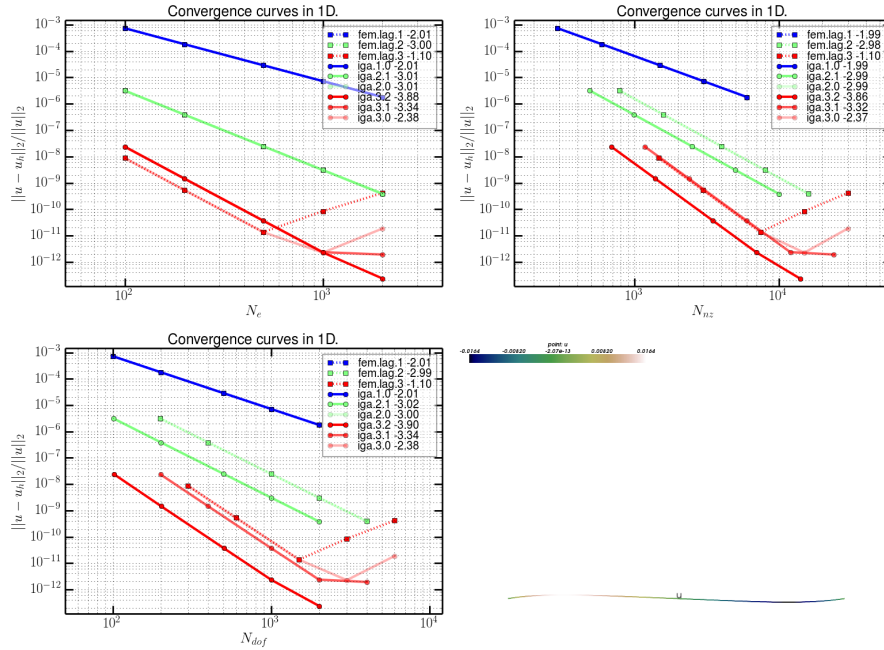 Convergence curves in 1D.
10^-3
10^-4
10^-5
10^-6
10^-7
10^-8
10^-9
10^-10
10^-11
10^-12
||u − u_h||_2/||u||_2
10^2
10^3
N_e
fem.lag.1 -2.01
fem.lag.2 -3.00
fem.lag.3 -1.10
iga.1.0 -2.01
iga.2.1 -3.01
iga.2.0 -3.01
iga.3.2 -3.88
iga.3.1 -3.34
iga.3.0 -2.38
Convergence curves in 1D.
10^-3
10^-4
10^-5
10^-6
10^-7
10^-8
10^-9
10^-10
10^-11
10^-12
||u − u_h||_2/||u||_2
10^3
10^4
N_nz
fem.lag.1 -1.99
fem.lag.2 -2.98
fem.lag.3 -1.10
iga.1.0 -1.99
iga.2.1 -2.99
iga.2.0 -2.99
iga.3.2 -3.86
iga.3.1 -3.32
iga.3.0 -2.37
Convergence curves in 1D.
10^-3
10^-4
10^-5
10^-6
10^-7
10^-8
10^-9
10^-10
10^-11
10^-12
||u − u_h||_2/||u||_2
10^2
10^3
10^4
N_dof
fem.lag.1 -2.01
fem.lag.2 -2.99
fem.lag.3 -1.10
iga.1.0 -2.01
iga.2.1 -3.02
iga.2.0 -3.00
iga.3.2 -3.90
iga.3.1 -3.34
iga.3.0 -2.38
point: u
-0.0164 -0.00820 -2.07e-13 0.00820 0.0164
u